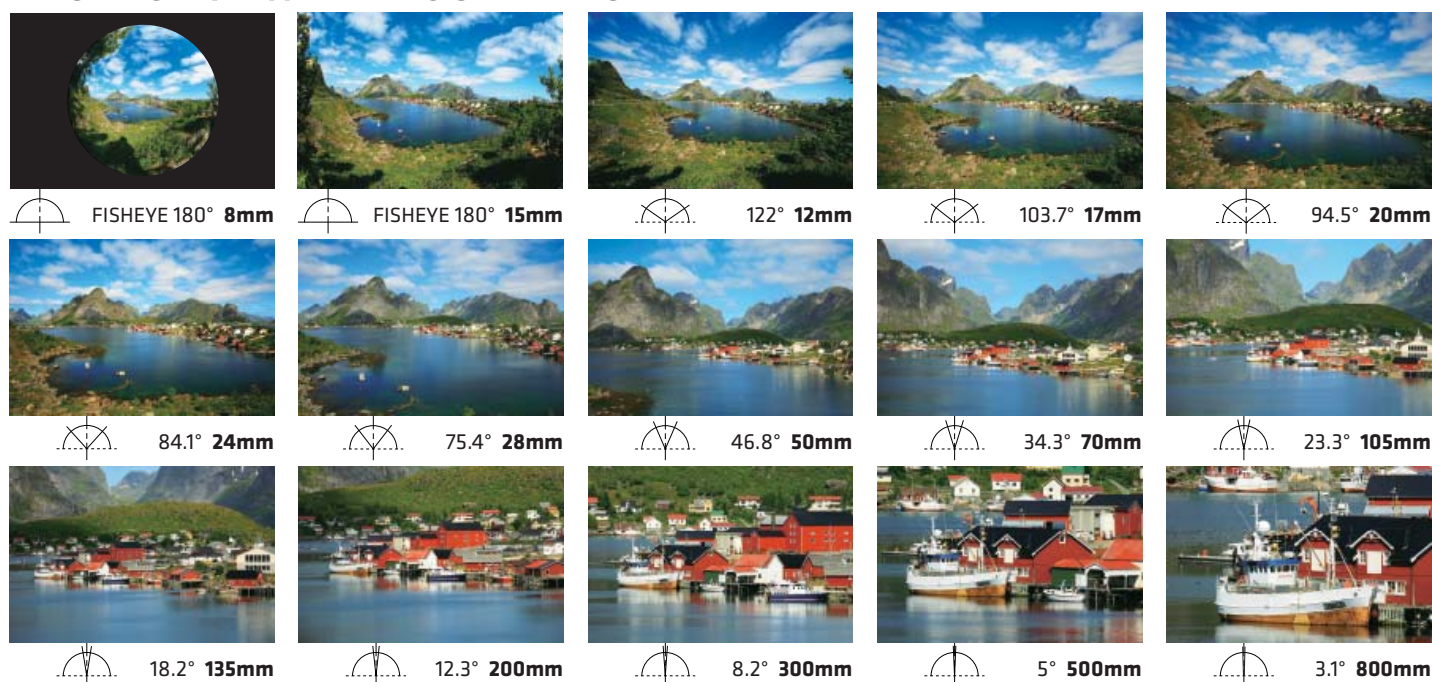 FISHEYE 180° 8mm
FISHEYE 180° 15mm
122° 12mm
103.7° 17mm
94.5° 20mm
84.1° 24mm
75.4° 28mm
46.8° 50mm
34.3° 70mm
23.3° 105mm
18.2° 135mm
12.3° 200mm
8.2° 300mm
5° 500mm
3.1° 800mm